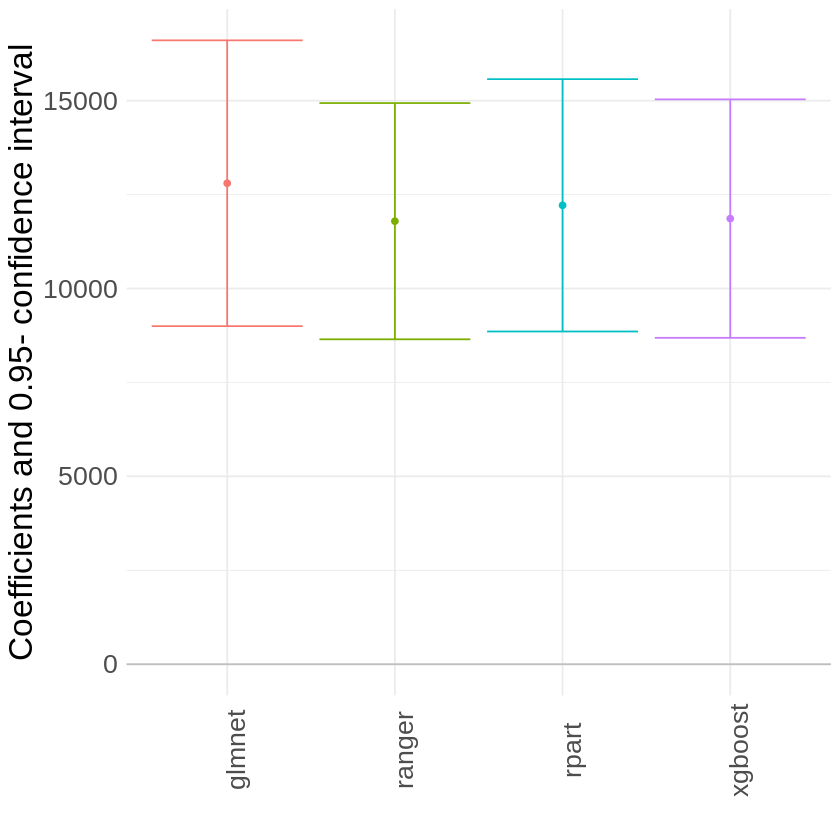 Coefficients and 0.95- confidence interval
15000
10000
5000
0
glmnet
ranger
rpart
xgboost